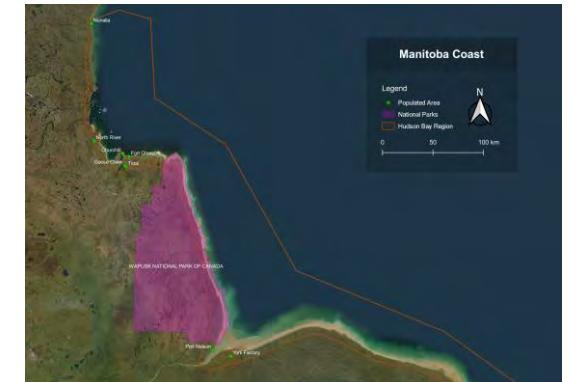 Nunalla
Manitoba Coast
Legend
N
Populated Area
National Parks
Hudson Bay Region
0 50 100 km
North River
Churchill
Fort Churchill
Goose Creek
Tidal
WAPUSK NATIONAL PARK OF CANADA
Port Nelson
York Factory